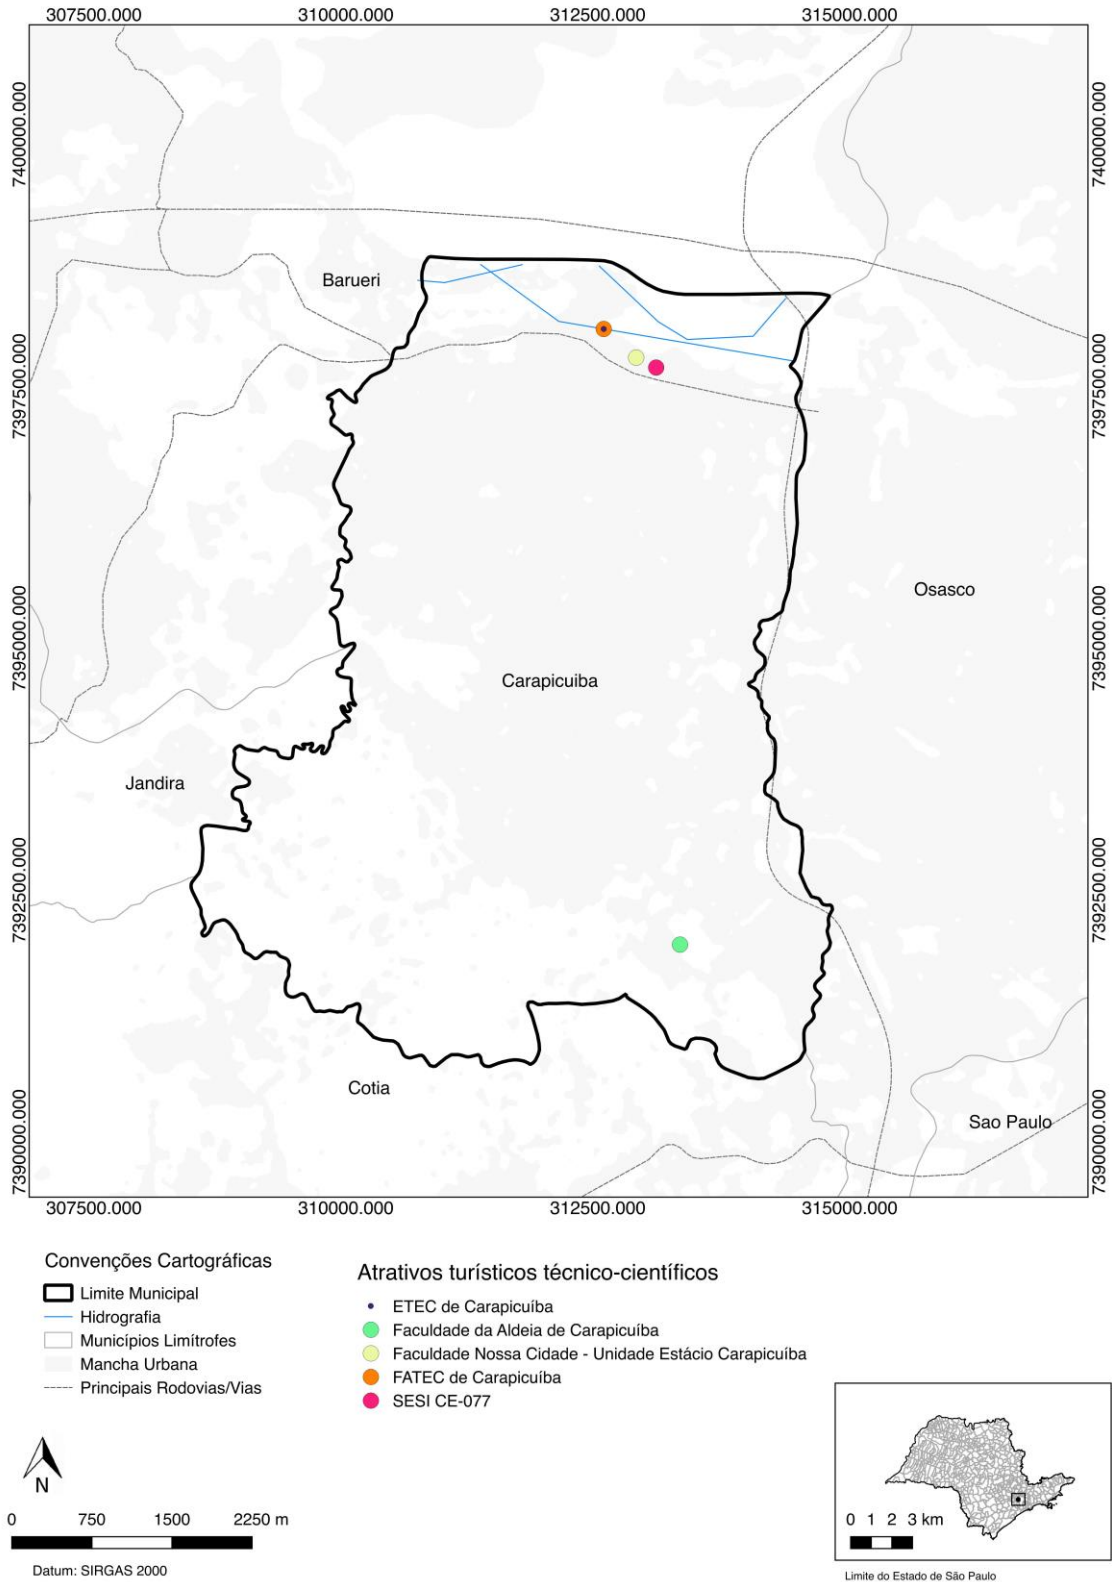 307500.000 310000.000 312500.000 315000.000
7400000.000 7400000.000
Barueri
7397500.000 7397500.000
Osasco
7395000.000 7395000.000
Carapicuiba
Jandira
7392500.000 7392500.000
Cotia
Sao Paulo
7390000.000 7390000.000
307500.000 310000.000 312500.000 315000.000
Convenções Cartográficas
Limite Municipal
Hidrografia
Municípios Limítrofes
Mancha Urbana
Principais Rodovias/Vias
Atrativos turísticos técnico-científicos
ETEC de Carapicuíba
Faculdade da Aldeia de Carapicuíba
Faculdade Nossa Cidade - Unidade Estácio Carapicuíba
FATEC de Carapicuíba
SESI CE-077
N
0 750 1500 2250 m
Datum: SIRGAS 2000
0 1 2 3 km
Limite do Estado de São Paulo